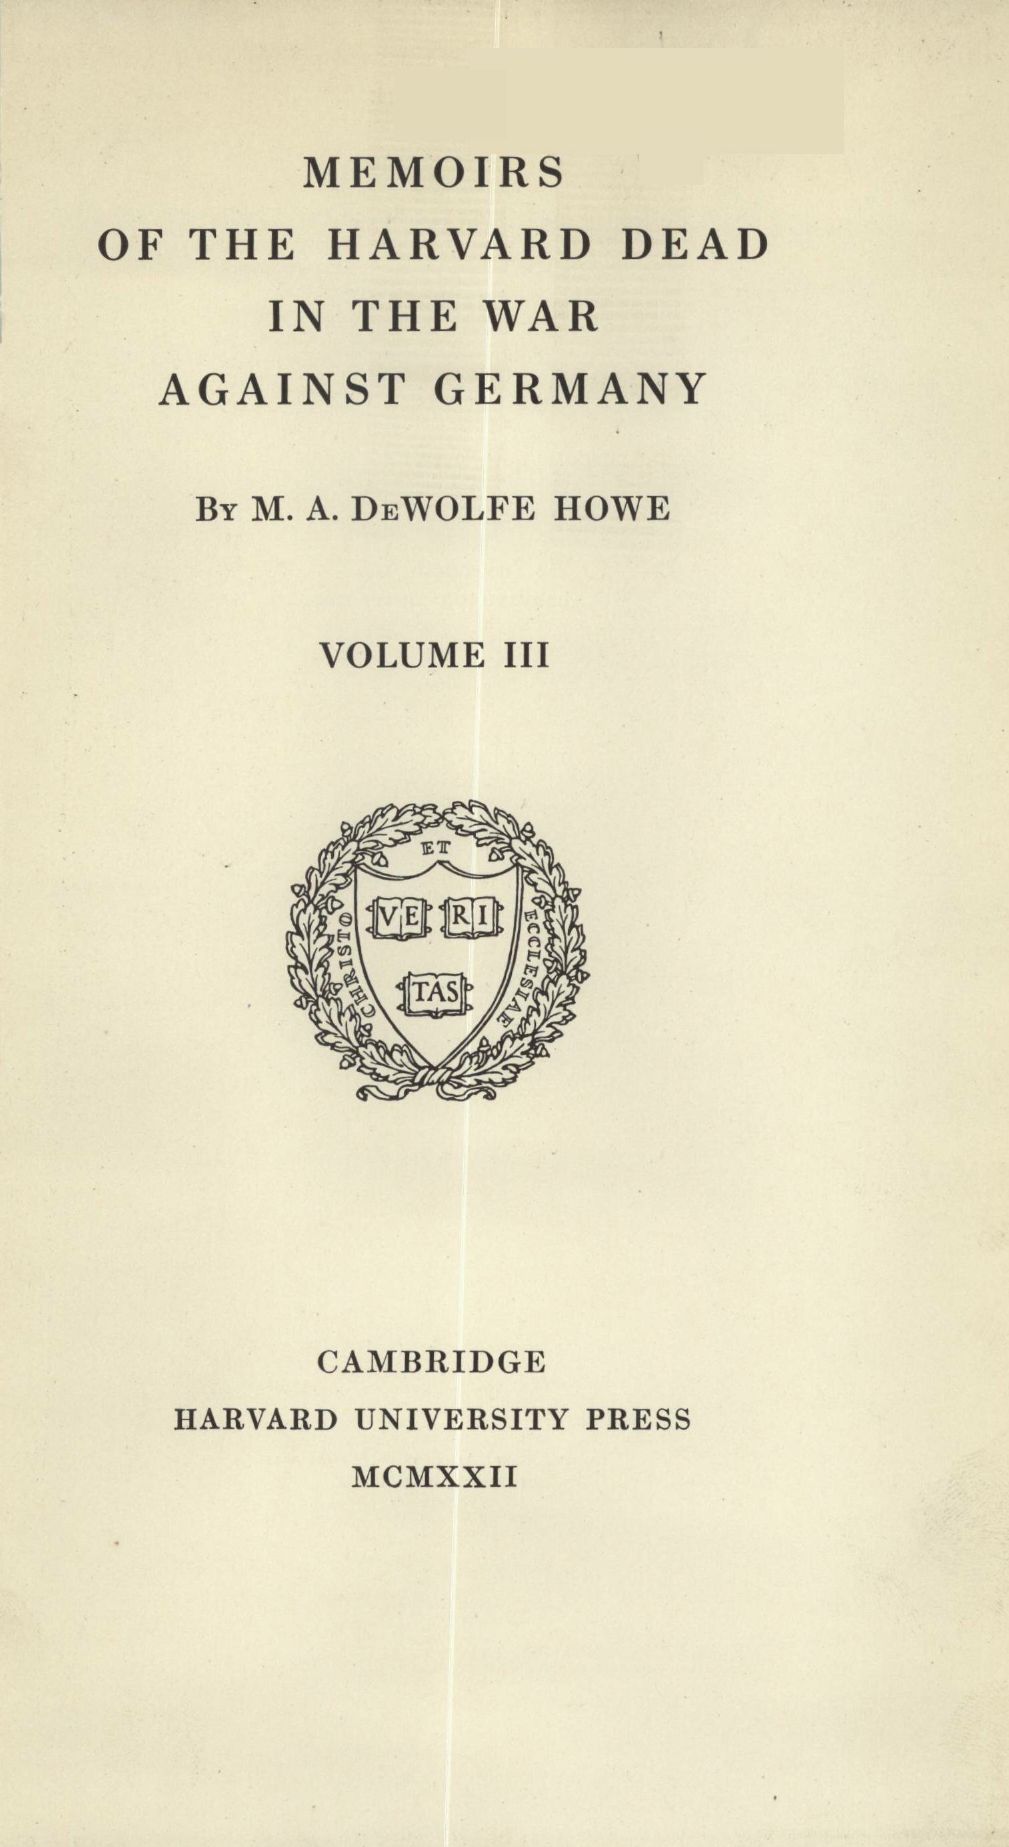 MEMOIRS
OF THE HARVARD DEAD
IN THE WAR
AGAINST GERMANY
By M. A. DeWOLFE HOWE
VOLUME III
ET
CHRISTO
ECCLESIAE
VE RI
TAS
CAMBRIDGE
HARVARD UNIVERSITY PRESS
MCMXXII